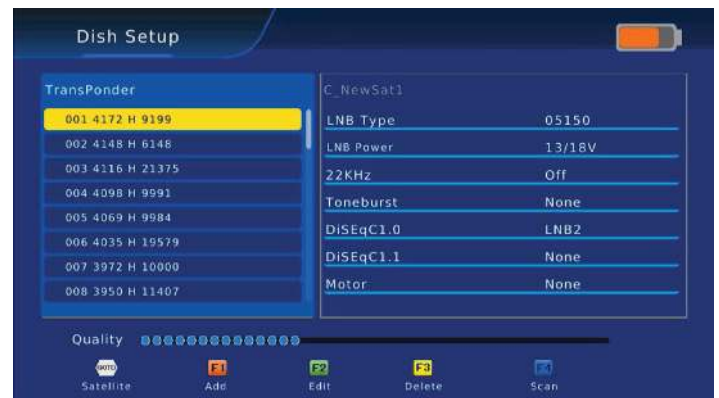 Dish Setup
TransPonder
001 4172 H 9199
002 4148 H 6148
003 4116 H 21375
004 4098 H 9991
005 4069 H 9984
006 4035 H 19579
007 3972 H 10000
008 3950 H 11407
C_NewSat1
LNB Type 05150
LNB Power 13/18V
22KHz Off
Toneburst None
DiSEqC1.0 LNB2
DiSEqC1.1 None
Motor None
Quality
GOTO F1 F2 F3 F4
Satellite Add Edit Delete Scan